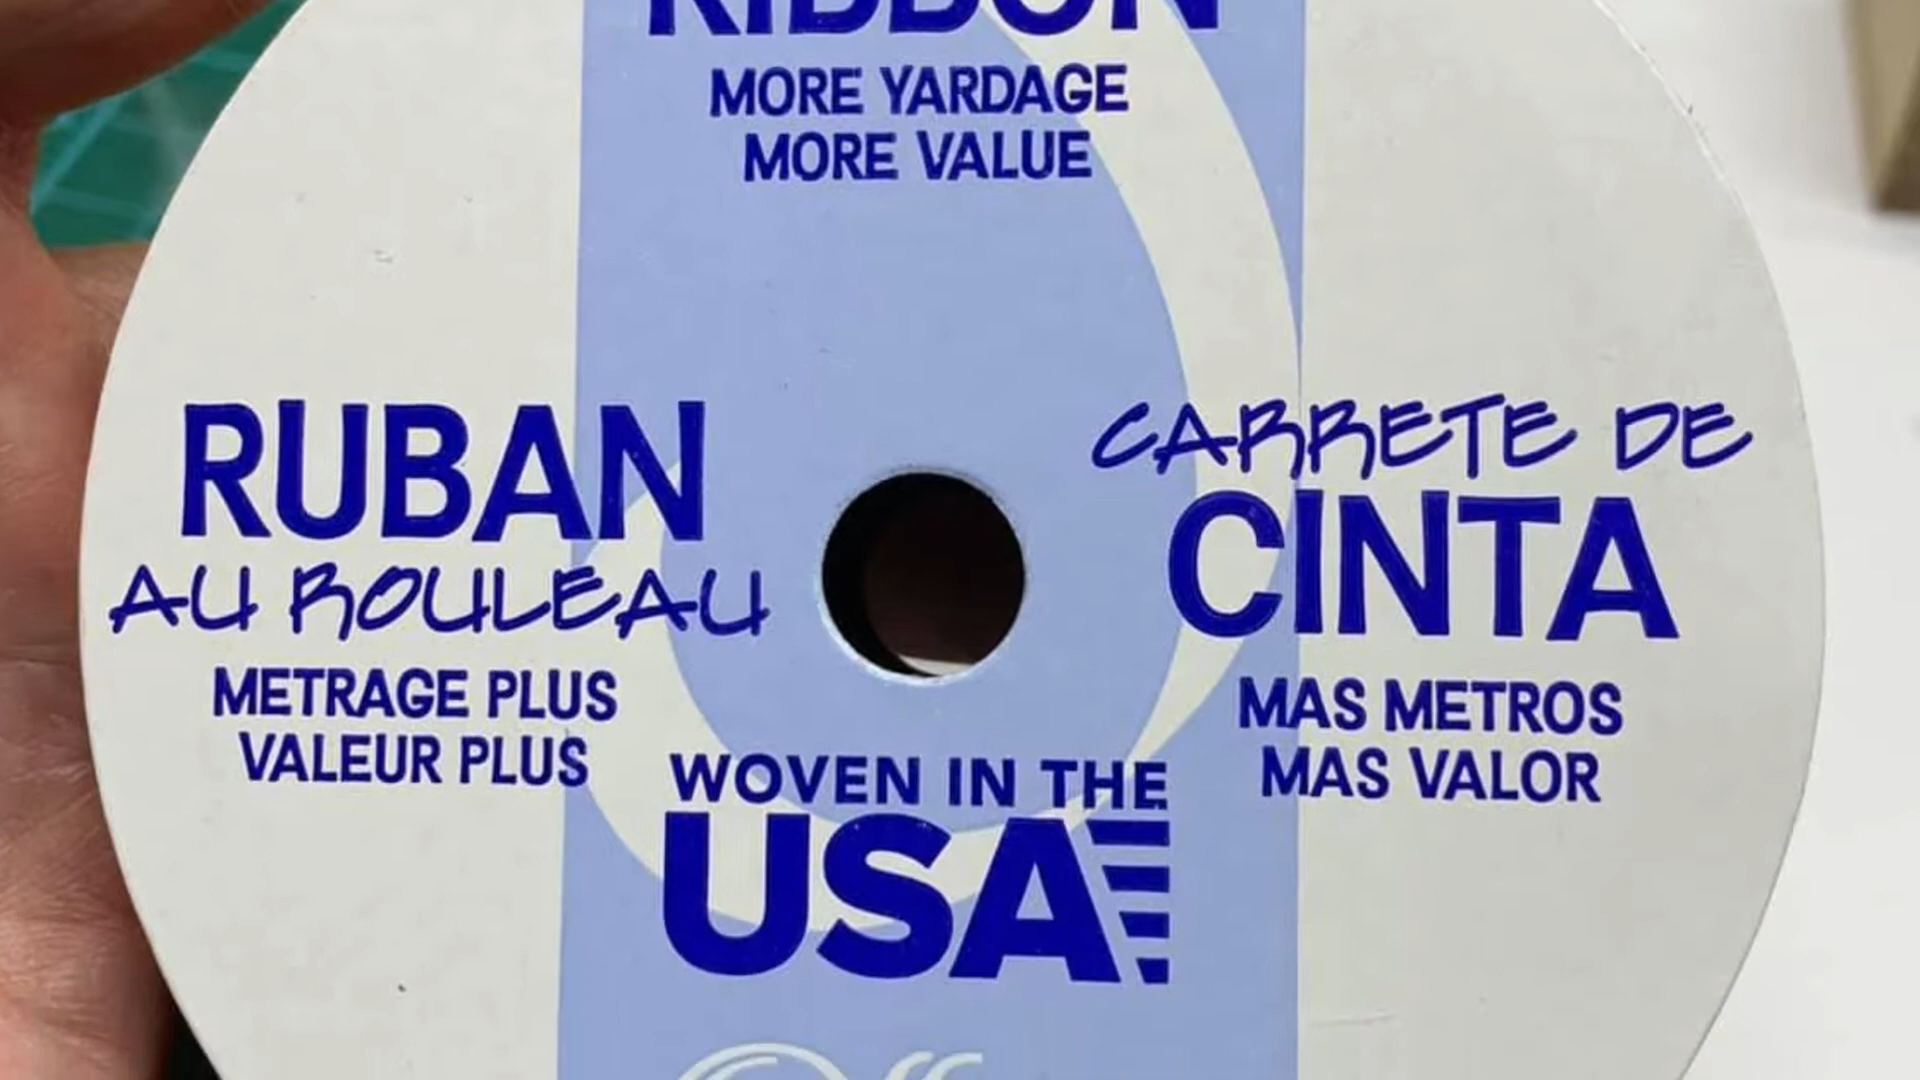 RIBBON
MORE YARDAGE
MORE VALUE
RUBAN
AU ROULEAU
METRAGE PLUS
VALEUR PLUS
CARRETE DE
CINTA
MAS METROS
MAS VALOR
WOVEN IN THE
USA